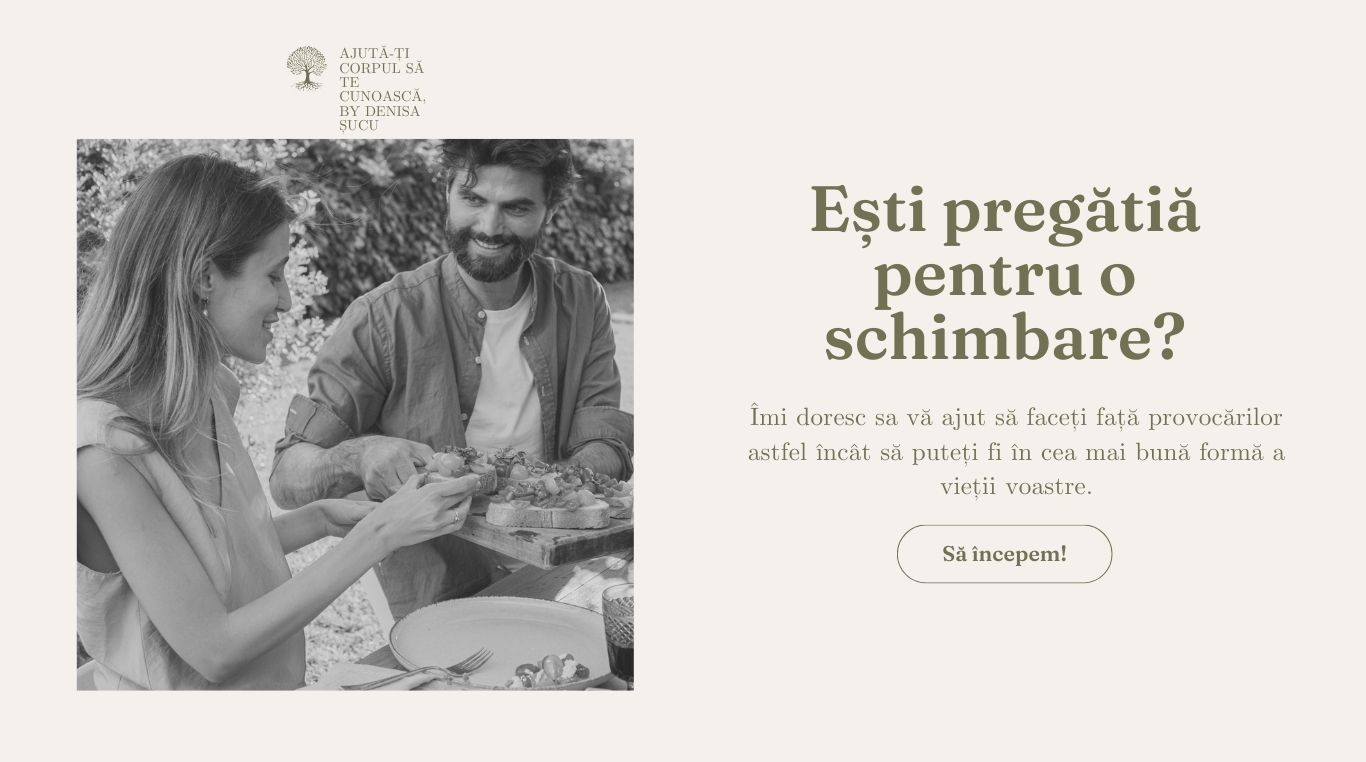 AJUTĂ-ȚI
CORPUL SĂ
TE
CUNOASCĂ,
BY DENISA
ȘUCU
Ești pregătiă
pentru o
schimbare?
Îmi doresc sa vă ajut să faceți față provocărilor
astfel încât să puteți fi în cea mai bună formă a
vieții voastre.
Să începem!